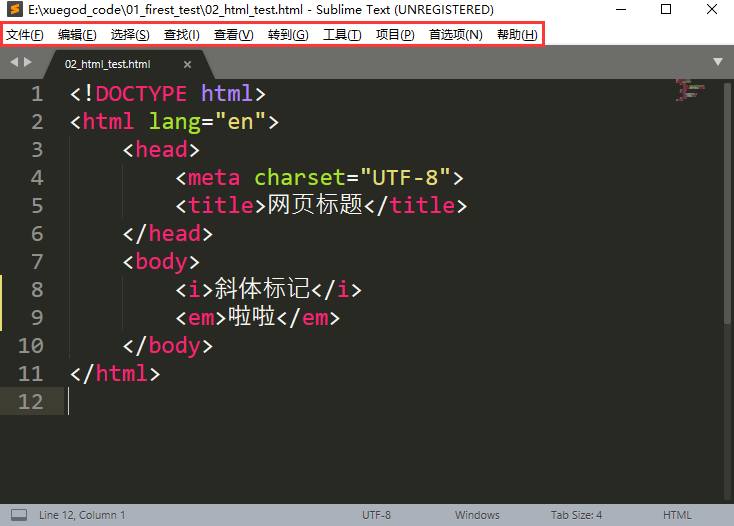 E:\xuegod_code\01_firest_test\02_html_test.html - Sublime Text (UNREGISTERED)
文件(F) 编辑(E) 选择(S) 查找(I) 查看(V) 转到(G) 工具(T) 项目(P) 首选项(N) 帮助(H)
02_html_test.html ×
1 <!DOCTYPE html>
2 <html lang="en">
3 <head>
4 <meta charset="UTF-8">
5 <title>网页标题</title>
6 </head>
7 <body>
8 <i>斜体标记</i>
9 <em>啦啦</em>
10 </body>
11 </html>
12
Line 12, Column 1 UTF-8 Windows Tab Size: 4 HTML